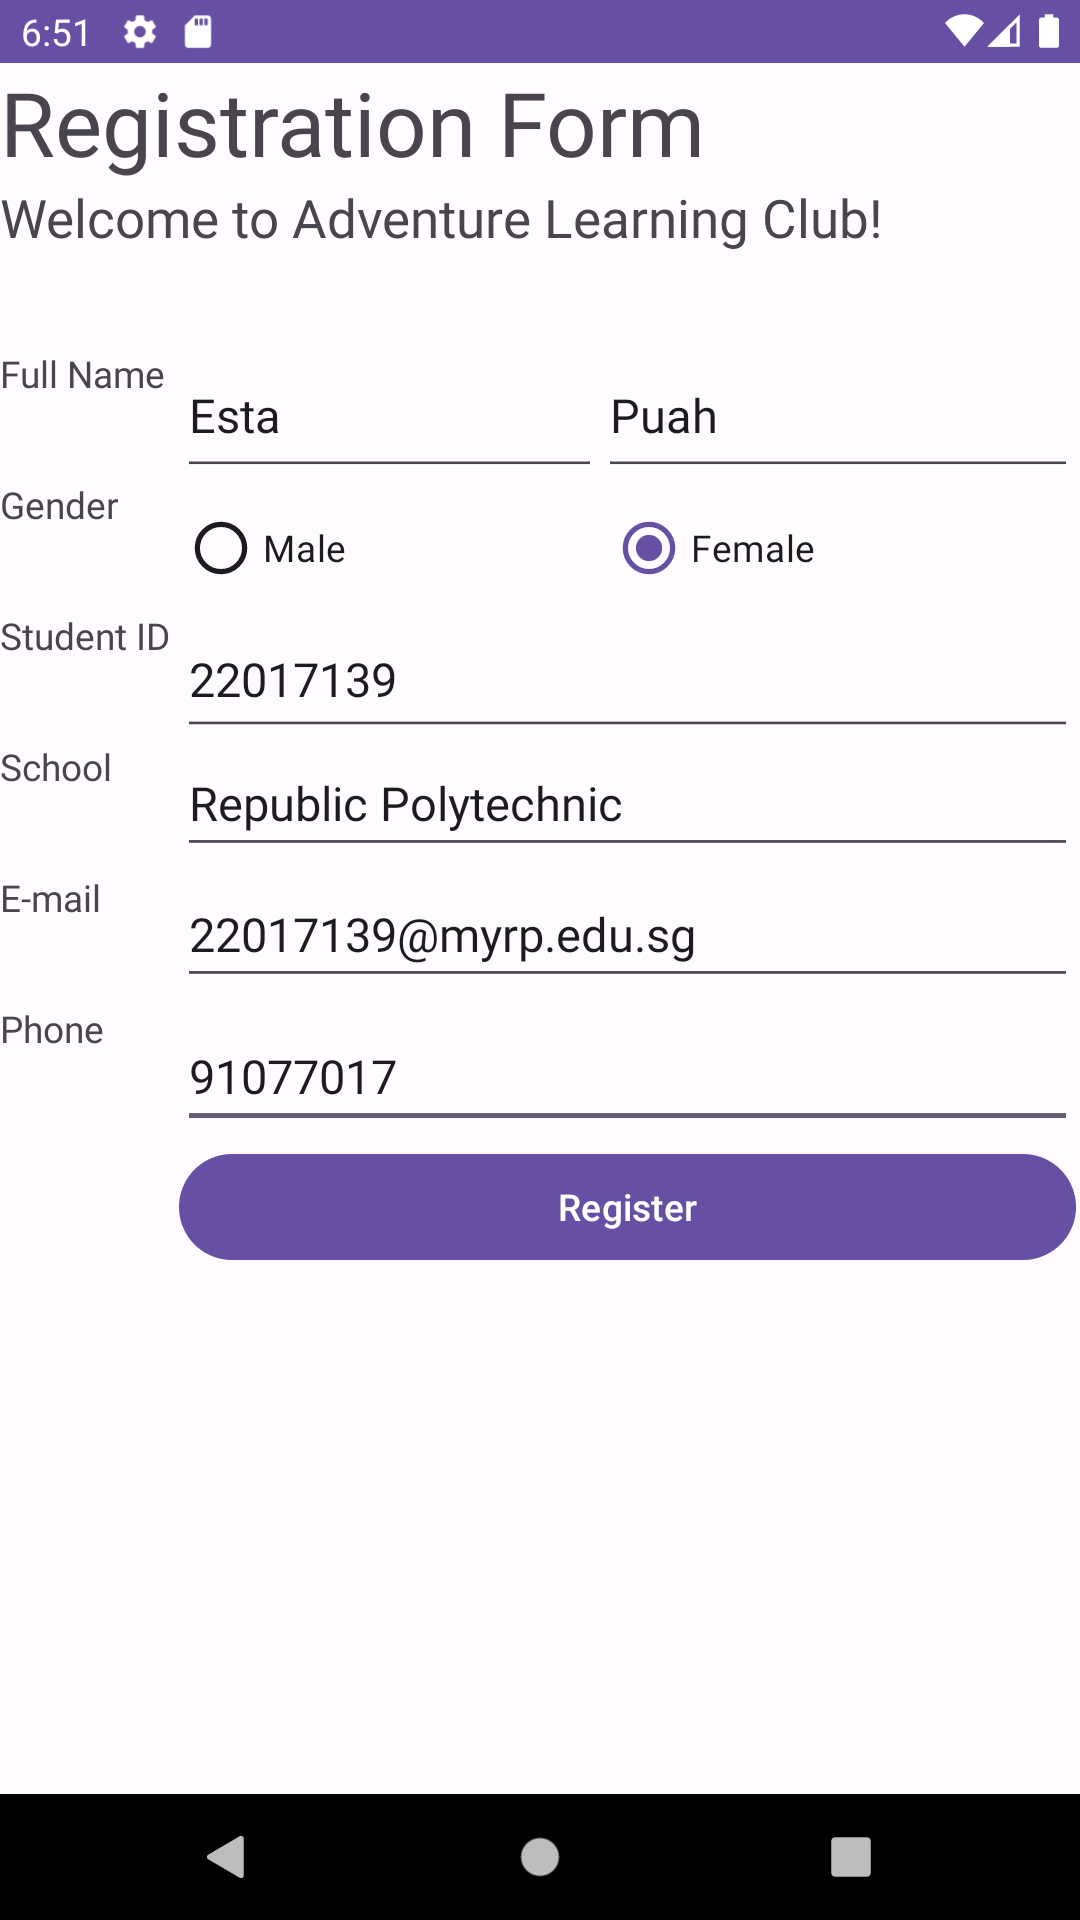 6:51
Registration Form
Welcome to Adventure Learning Club!
Full Name
Esta Puah
Gender
Male Female
Student ID
22017139
School
Republic Polytechnic
E-mail
22017139@myrp.edu.sg
Phone
91077017
Register